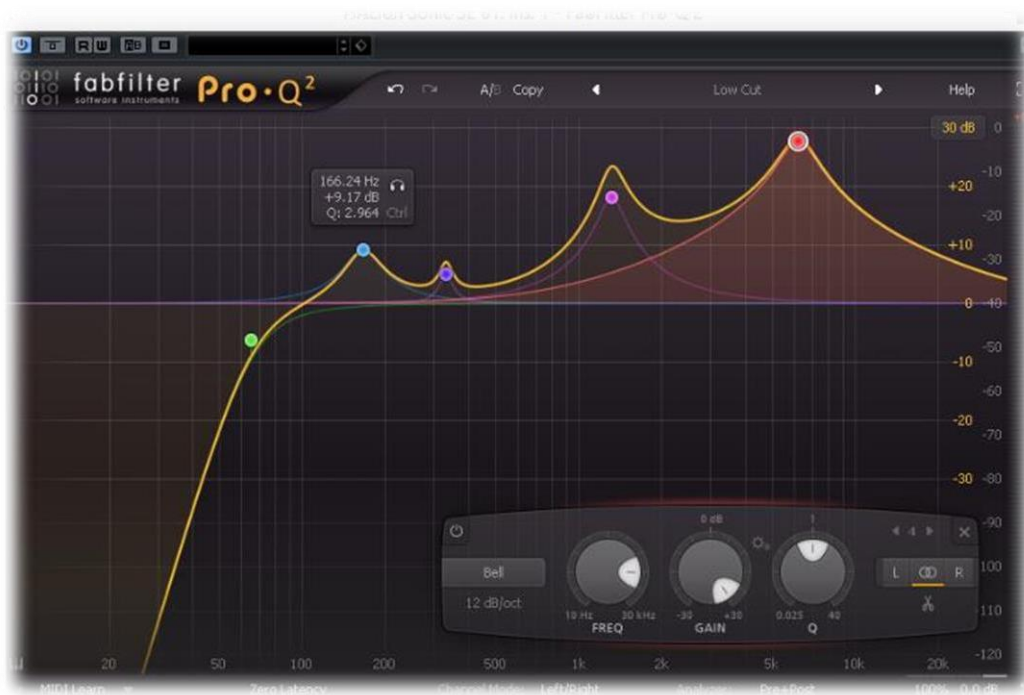 R W
A B
fabfilter
software instruments
Pro·Q²
A/B Copy
Low Cut
Help
30 dB 0
166.24 Hz
+9.17 dB
Q: 2.964 Ctrl
-10
+20
-20
+10
-30
0 -40
-50
-10
-60
-20
-70
-30 -80
-90
100
110
-120
0 dB 1
4
Bell
L R
12 dB/oct
10 Hz 30 kHz -30 +30 0.025 40
FREQ GAIN Q
20 50 100 200 500 1k 2k 5k 10k 20k
MIDI Learn Zero Latency Channel Mode: Left/Right Analyzer: Pre+Post 100% 0.0 dB